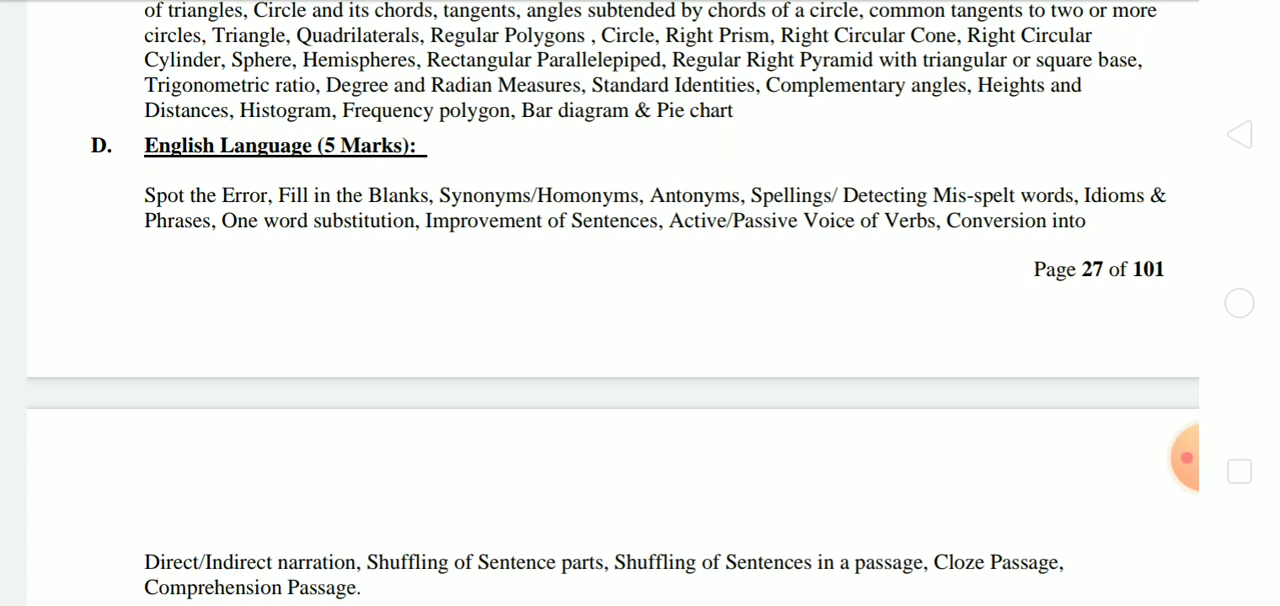 of triangles, Circle and its chords, tangents, angles subtended by chords of a circle, common tangents to two or more
circles, Triangle, Quadrilaterals, Regular Polygons , Circle, Right Prism, Right Circular Cone, Right Circular
Cylinder, Sphere, Hemispheres, Rectangular Parallelepiped, Regular Right Pyramid with triangular or square base,
Trigonometric ratio, Degree and Radian Measures, Standard Identities, Complementary angles, Heights and
Distances, Histogram, Frequency polygon, Bar diagram & Pie chart
D. English Language (5 Marks):
Spot the Error, Fill in the Blanks, Synonyms/Homonyms, Antonyms, Spellings/ Detecting Mis-spelt words, Idioms &
Phrases, One word substitution, Improvement of Sentences, Active/Passive Voice of Verbs, Conversion into
Page 27 of 101
Direct/Indirect narration, Shuffling of Sentence parts, Shuffling of Sentences in a passage, Cloze Passage,
Comprehension Passage.